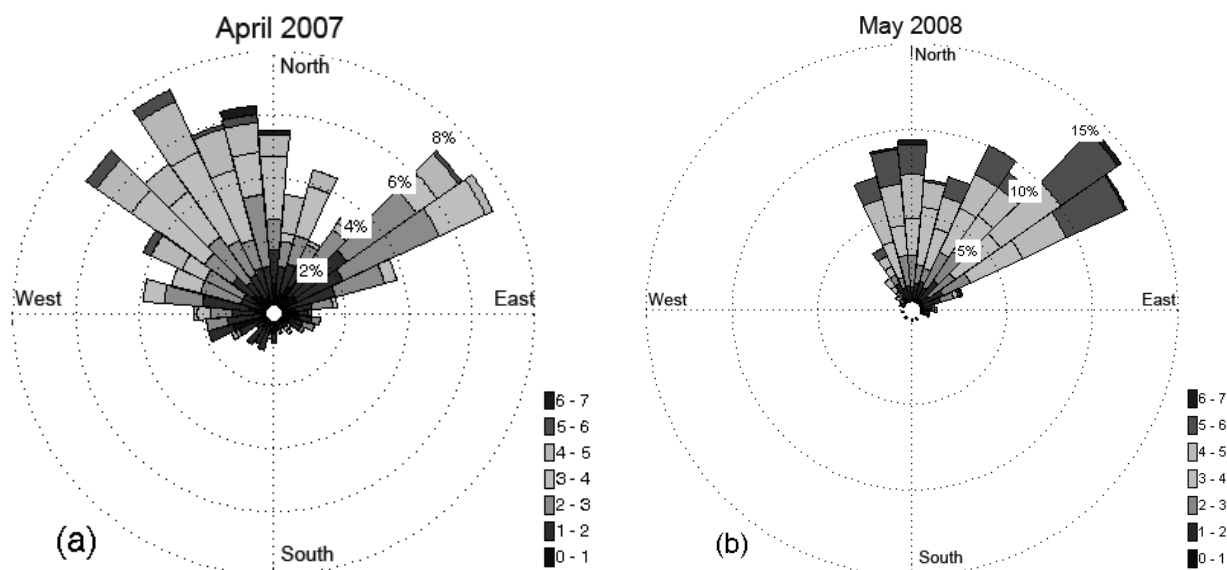 April 2007
North
8%
6%
4%
2%
West
East
6 - 7
5 - 6
4 - 5
3 - 4
2 - 3
1 - 2
0 - 1
(a)
South
May 2008
North
15%
10%
5%
West
East
6 - 7
5 - 6
4 - 5
3 - 4
2 - 3
1 - 2
0 - 1
(b)
South